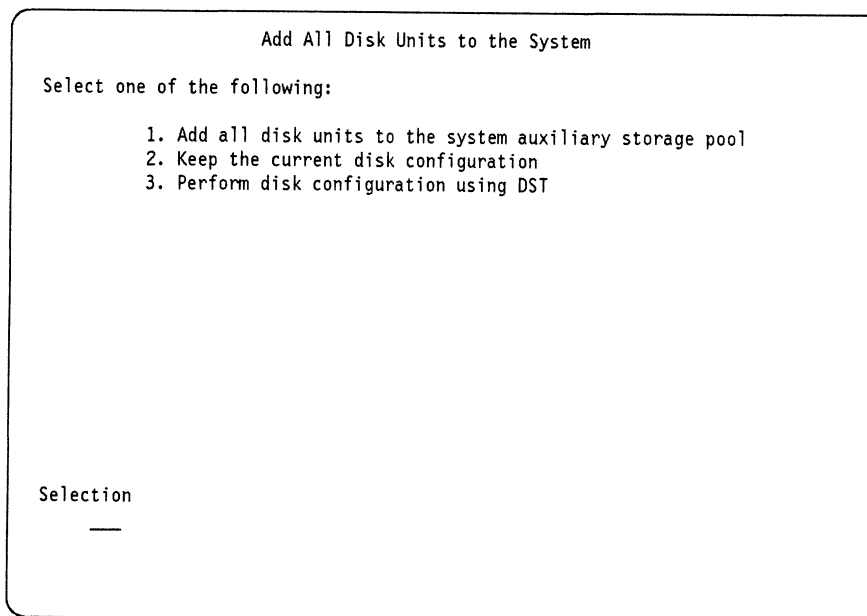 Add All Disk Units to the System
Select one of the following:
1. Add all disk units to the system auxiliary storage pool
2. Keep the current disk configuration
3. Perform disk configuration using DST
Selection